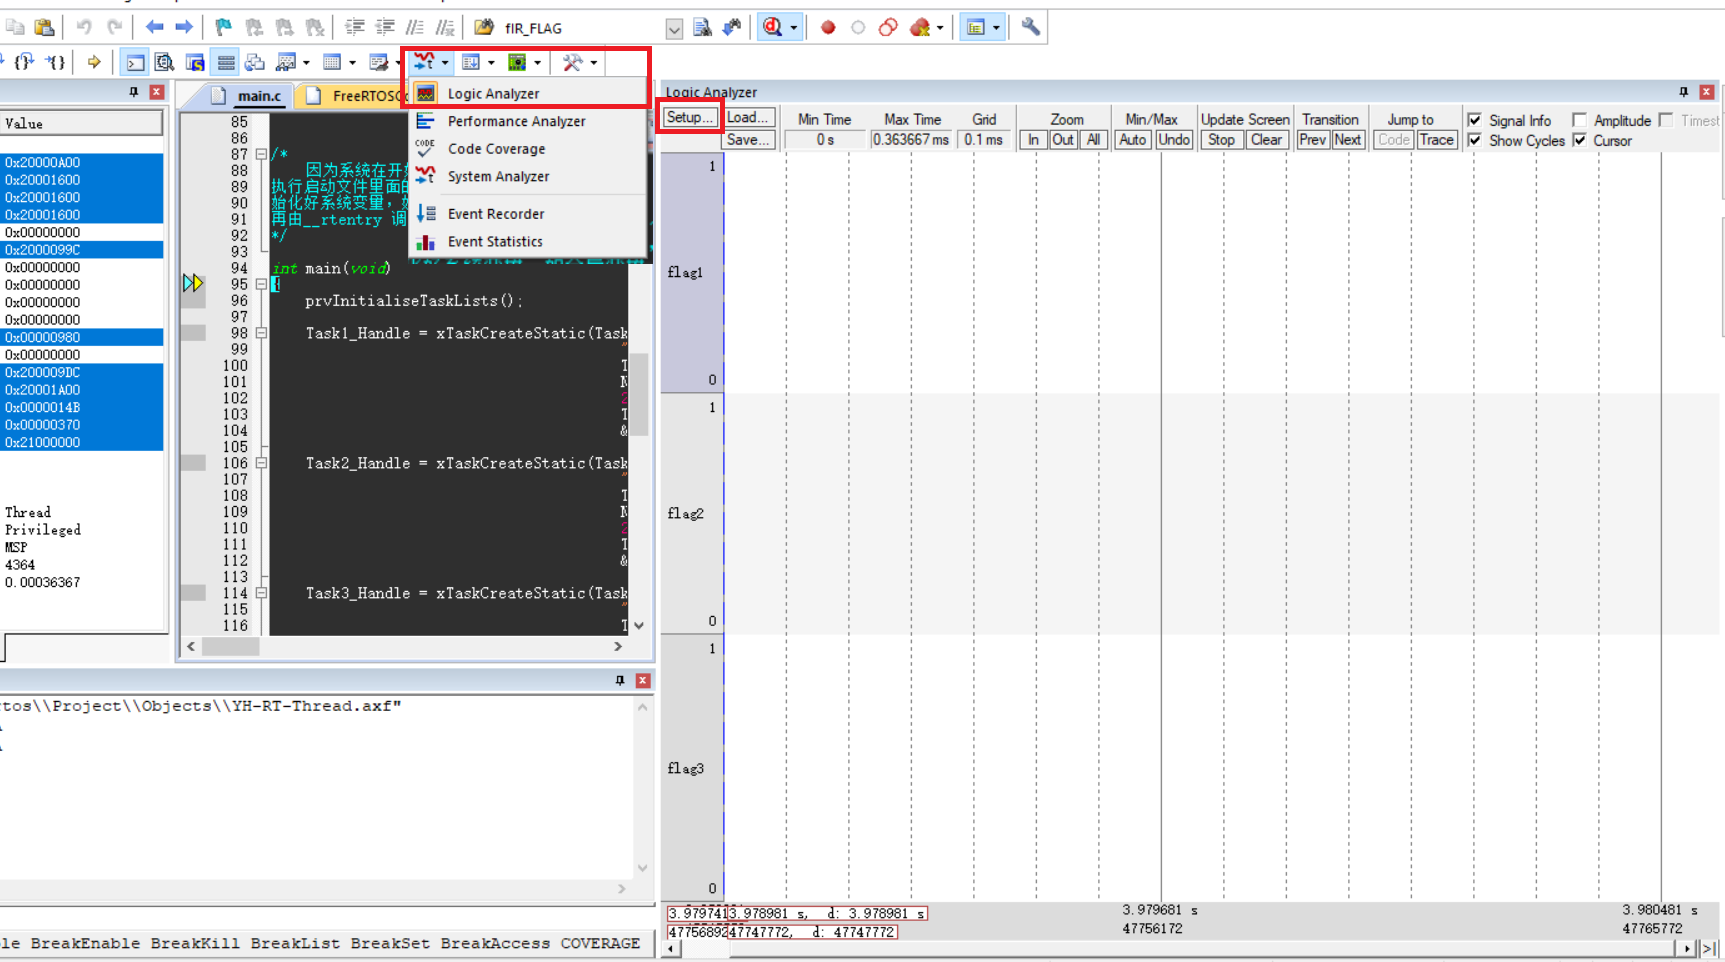 fIR_FLAG
Logic Analyzer
Performance Analyzer
CODE
Code Coverage
System Analyzer
Event Recorder
Event Statistics
Value
0x20000A00
0x20001600
0x20001600
0x20001600
0x00000000
0x2000099C
0x00000000
0x00000000
0x00000000
0x00000000
0x00000980
0x00000000
0x200009DC
0x20001A00
0x0000014B
0x00000370
0x21000000
Thread
Privileged
MSP
4364
0.00036367
main.c
FreeRTOSCo
85
86
87 /*
88 因为系统在开
89 执行启动文件里面的
90 始化好系统变量，
91 再由__rtentry 调
92 */
93
94 int main(void)
95 {
96 prvInitialiseTaskLists();
97
98 Task1_Handle = xTaskCreateStatic(Task
99 "
100 T
101 N
102 2
103 T
104 &
105
106 Task2_Handle = xTaskCreateStatic(Task
107 "
108 T
109 N
110 2
111 T
112 &
113
114 Task3_Handle = xTaskCreateStatic(Task
115 "
116 T
Logic Analyzer
Setup... Load... Min Time Max Time Grid Zoom Min/Max Update Screen Transition Jump to Signal Info Amplitude Timest
Save... 0 s 0.363667 ms 0.1 ms In Out All Auto Undo Stop Clear Prev Next Code Trace Show Cycles Cursor
1
flag1
0
1
flag2
0
1
flag3
0
3.979741 3.978981 s, d: 3.978981 s 3.979681 s 3.980481 s
47756892 47747772, d: 47747772 47756172 47765772
rtos\\Project\\Objects\\YH-RT-Thread.axf"
le BreakEnable BreakKill BreakList BreakSet BreakAccess COVERAGE